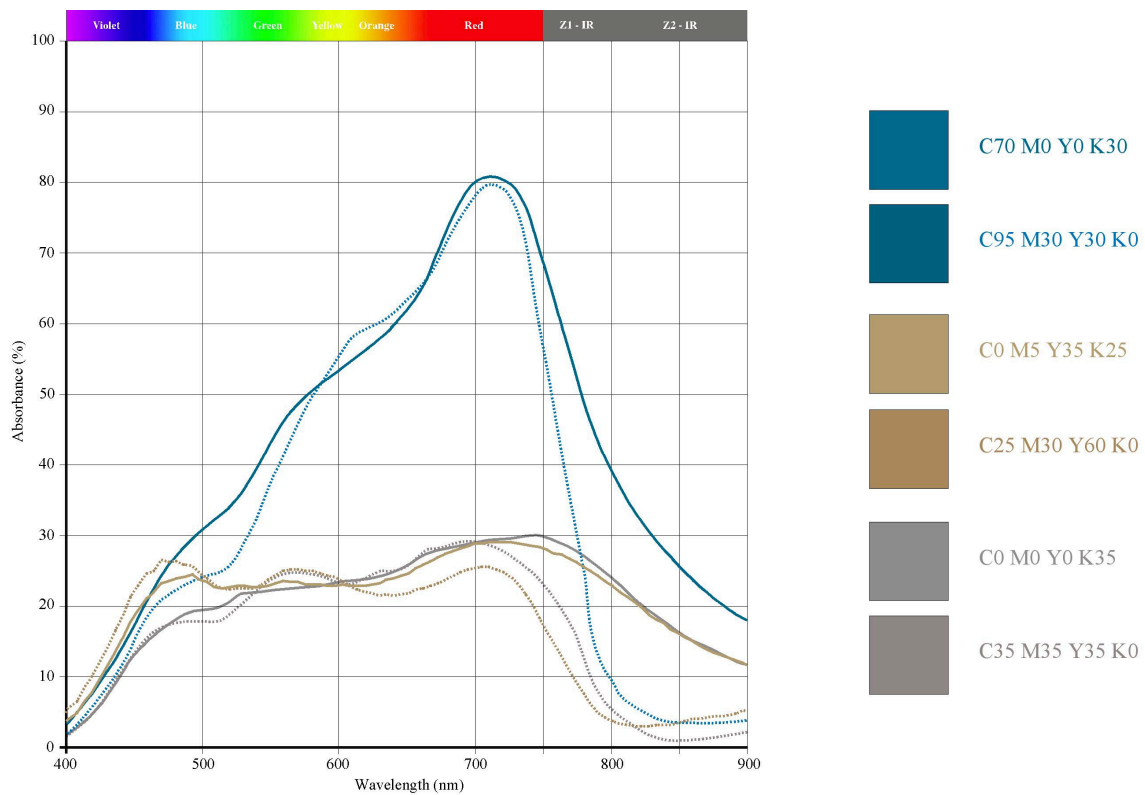 Violet Blue Green Yellow Orange Red Z1 - IR Z2 - IR
100
90
80
70
60
50
40
30
20
10
0
Absorbance (%)
400 500 600 700 800 900
Wavelength (nm)
C70 M0 Y0 K30
C95 M30 Y30 K0
C0 M5 Y35 K25
C25 M30 Y60 K0
C0 M0 Y0 K35
C35 M35 Y35 K0